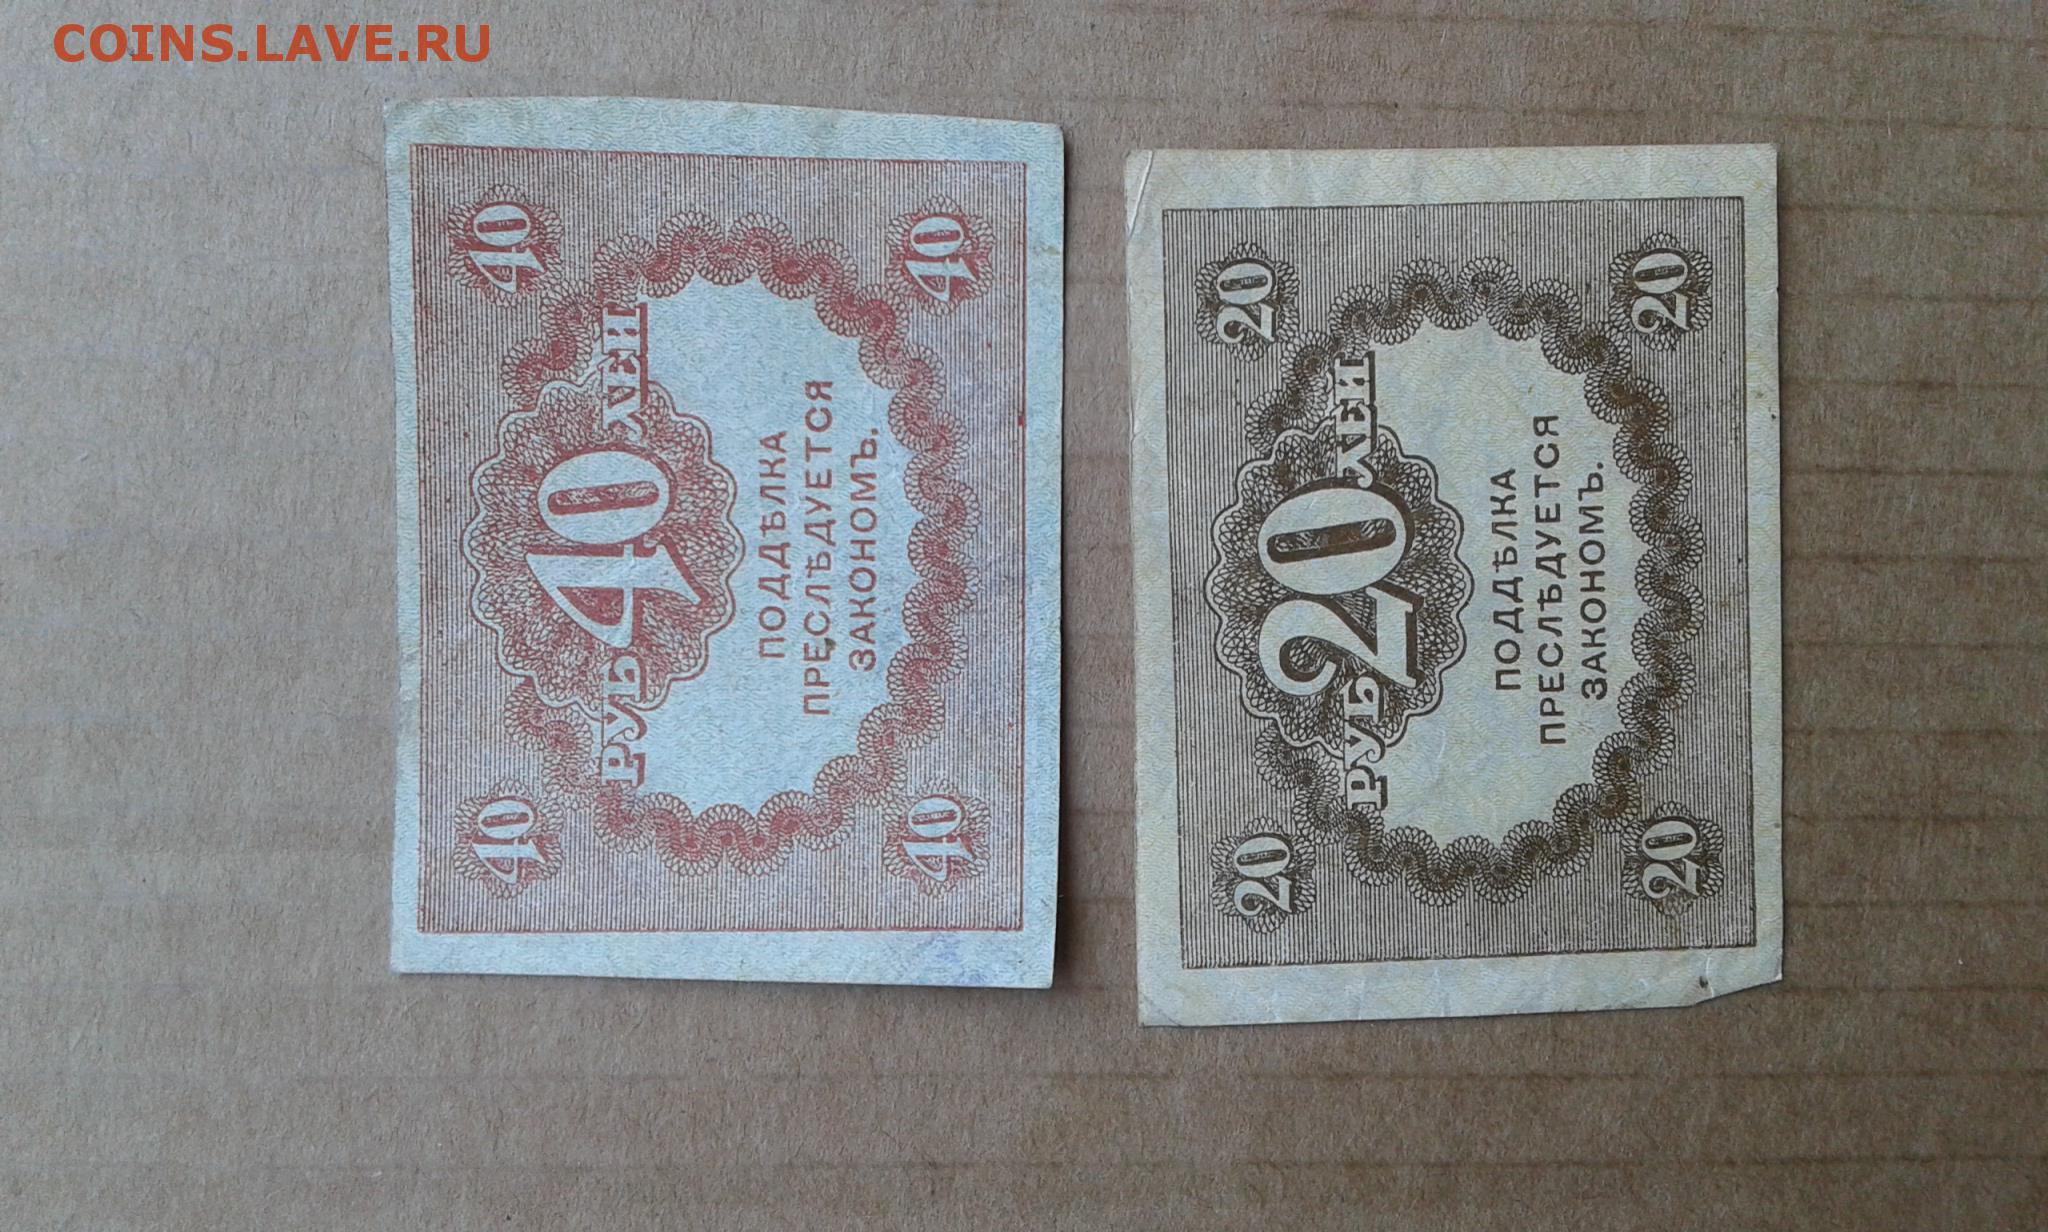 COINS.LAVE.RU
40 40
РУБ 40 ЛЕЙ
ПОДДѢЛКА
ПРЕСЛѢДУЕТСЯ
ЗАКОНОМЪ.
40 40
20 20
РУБ 20 ЛЕЙ
ПОДДѢЛКА
ПРЕСЛѢДУЕТСЯ
ЗАКОНОМЪ.
20 20